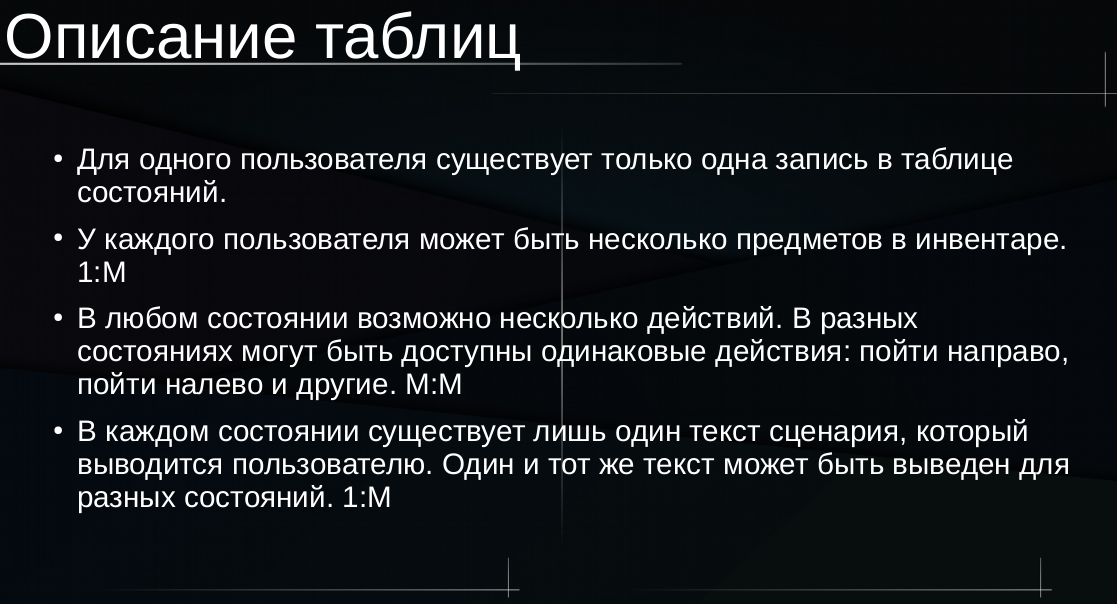 Описание таблиц
• Для одного пользователя существует только одна запись в таблице
состояний.
• У каждого пользователя может быть несколько предметов в инвентаре.
1:М
• В любом состоянии возможно несколько действий. В разных
состояниях могут быть доступны одинаковые действия: пойти направо,
пойти налево и другие. М:М
• В каждом состоянии существует лишь один текст сценария, который
выводится пользователю. Один и тот же текст может быть выведен для
разных состояний. 1:М